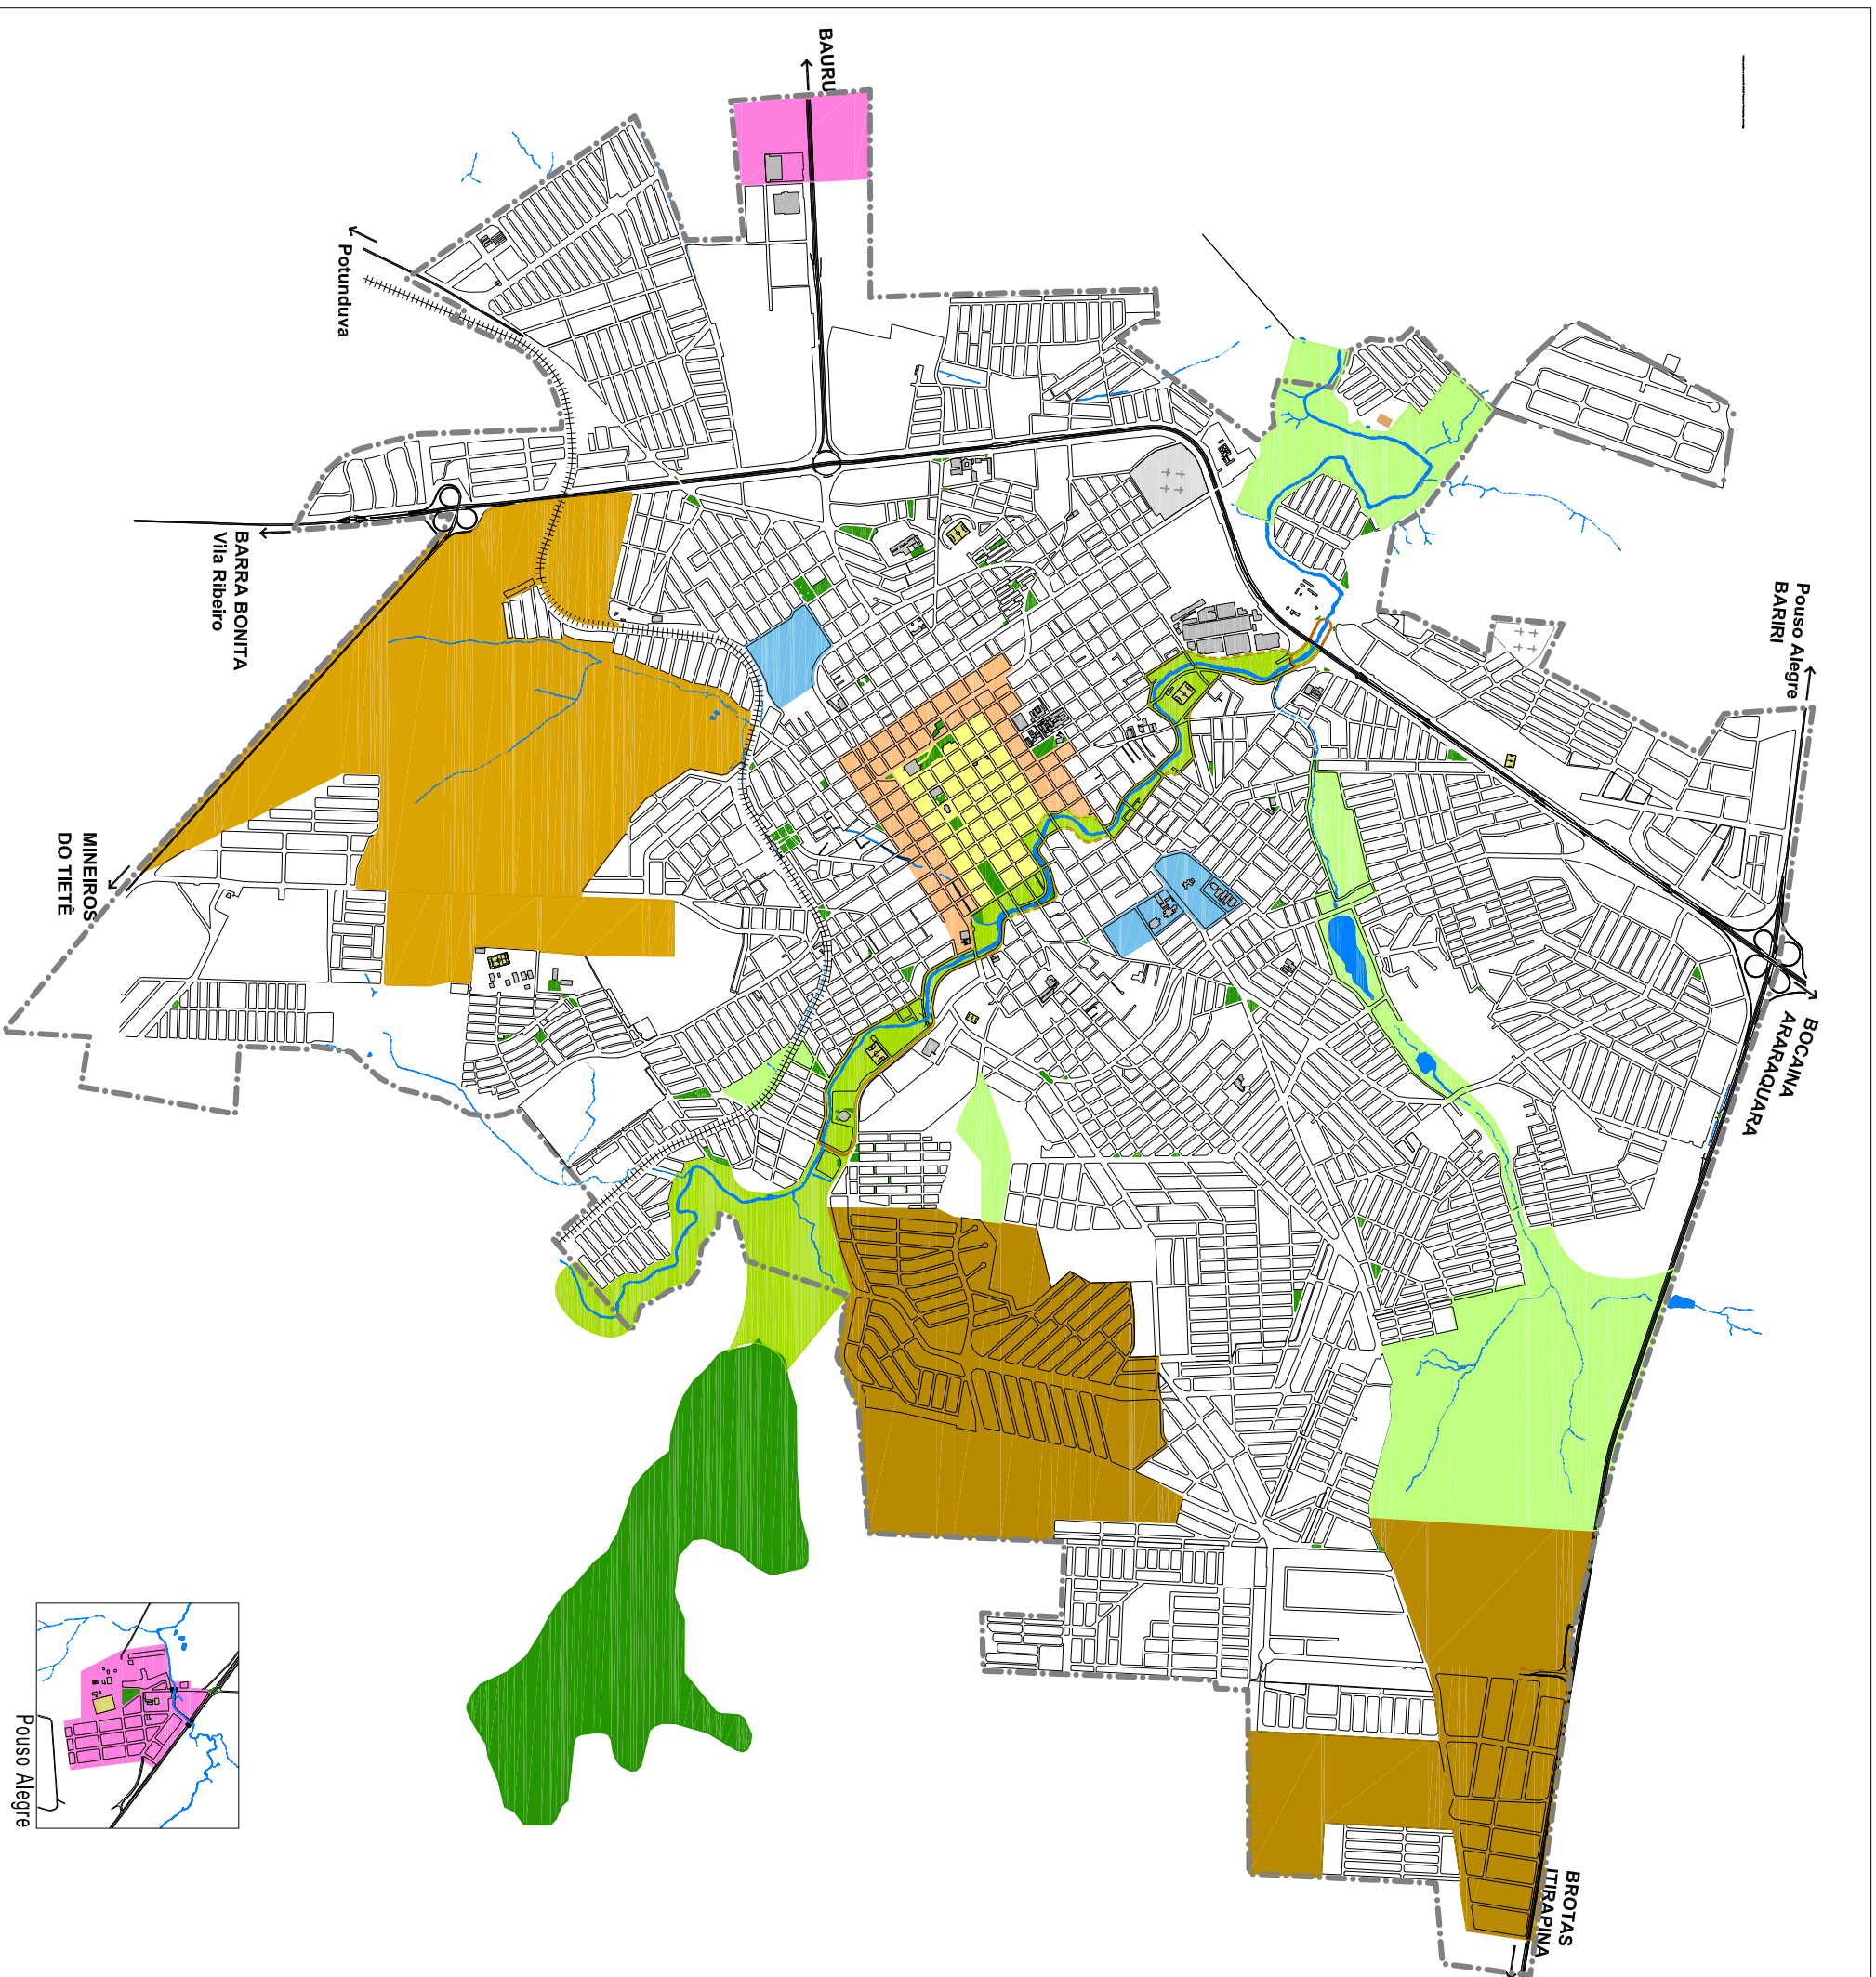 BAURU
Potunduva
BARRA BONITA
Vila Ribeiro
MINEIROS
DO TIETÊ
Pouso Alegre
BARIRI
BOCAINA
ARARAQUARA
BROTAS
ITIRAPINA
Pouso Alegre